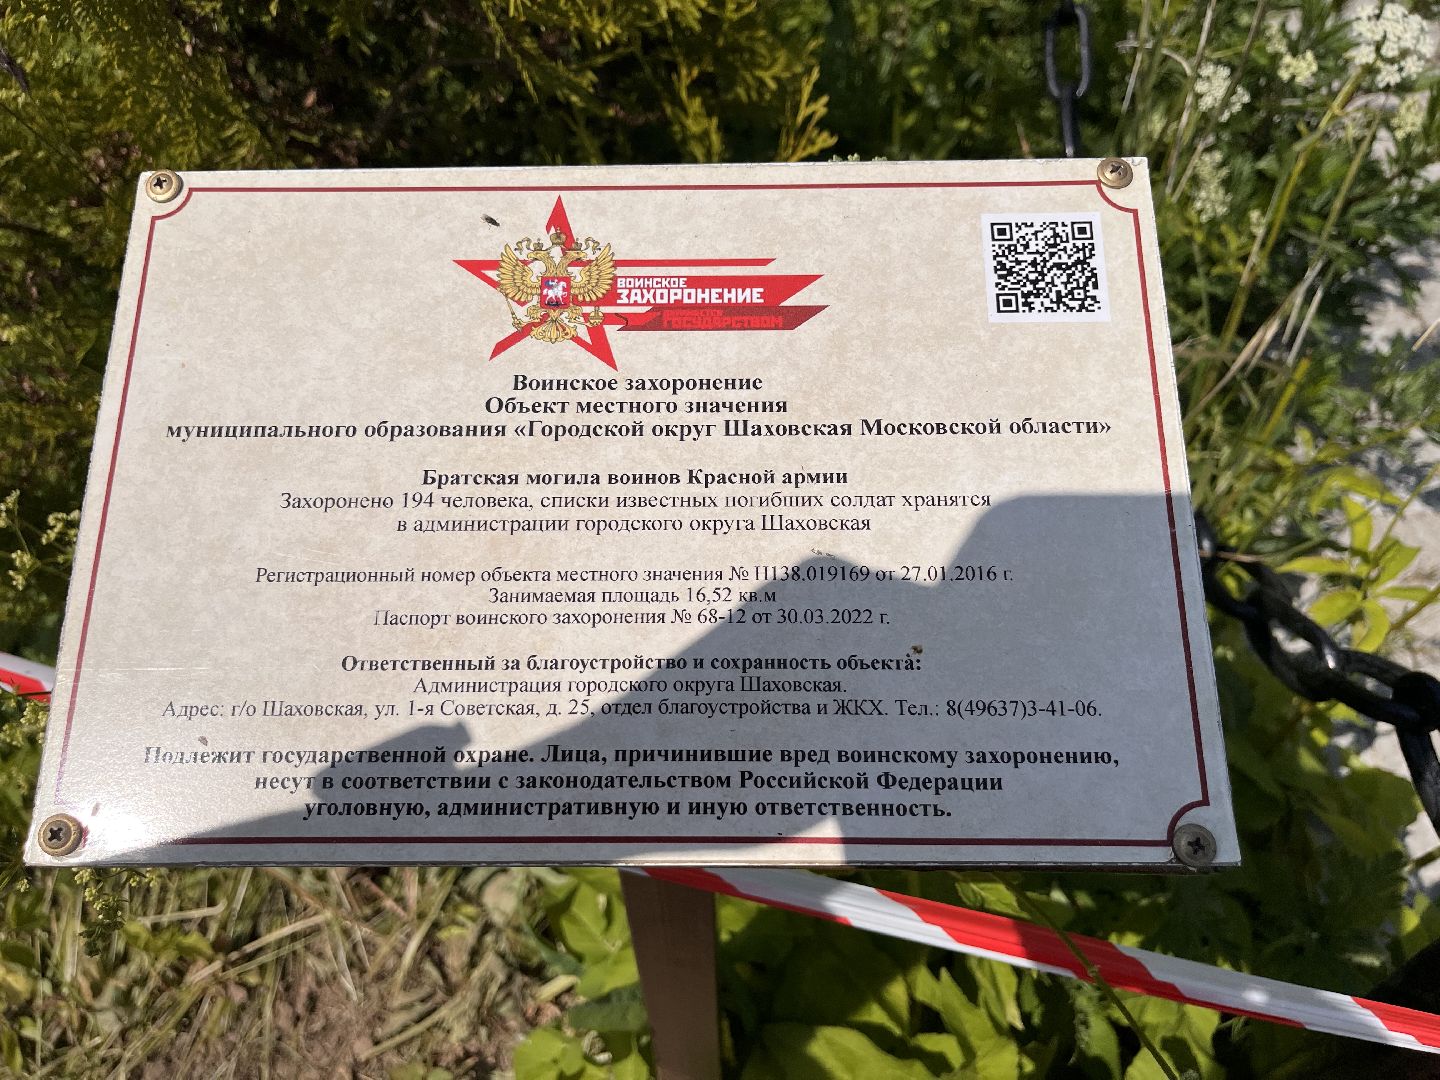 ВОИНСКОЕ
ЗАХОРОНЕНИЕ
ГОСУДАРСТВОМ
Воинское захоронение
Объект местного значения
муниципального образования «Городской округ Шаховская Московской области»
Братская могила воинов Красной армии
Захоронено 194 человека, списки известных погибших солдат хранятся
в администрации городского округа Шаховская
Регистрационный номер объекта местного значения № П138.019169 от 27.01.2016 г.
Занимаемая площадь 16,52 кв.м
Паспорт воинского захоронения № 68-12 от 30.03.2022 г.
Ответственный за благоустройство и сохранность объекта:
Администрация городского округа Шаховская.
Адрес: г/о Шаховская, ул. 1-я Советская, д. 25, отдел благоустройства и ЖКХ. Тел.: 8(49637)3-41-06.
Подлежит государственной охране. Лица, причинившие вред воинскому захоронению,
несут в соответствии с законодательством Российской Федерации
уголовную, административную и иную ответственность.